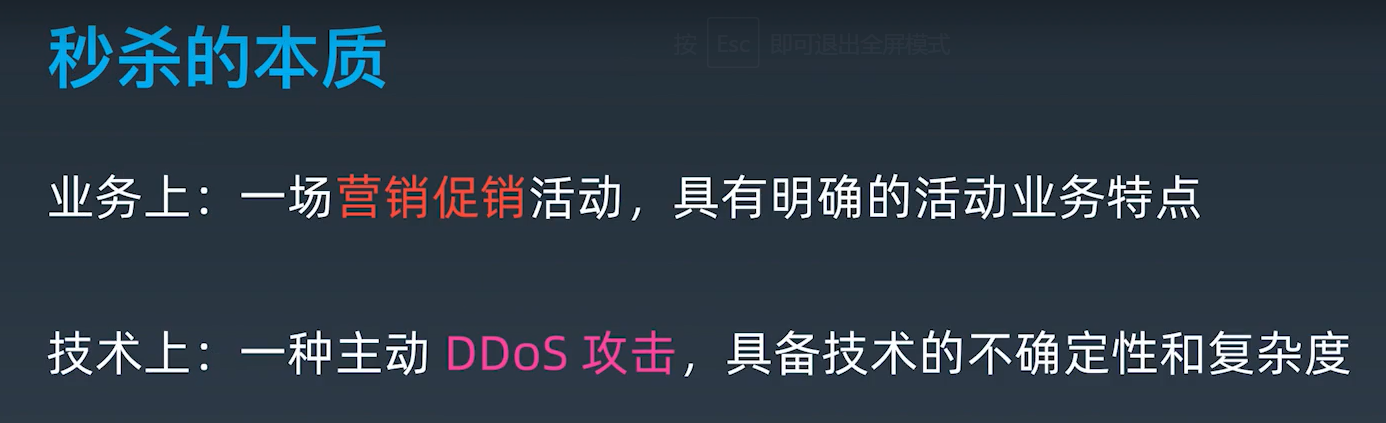 秒杀的本质
按 Esc 即可退出全屏模式
业务上：一场营销促销活动，具有明确的活动业务特点
技术上：一种主动 DDoS 攻击，具备技术的不确定性和复杂度